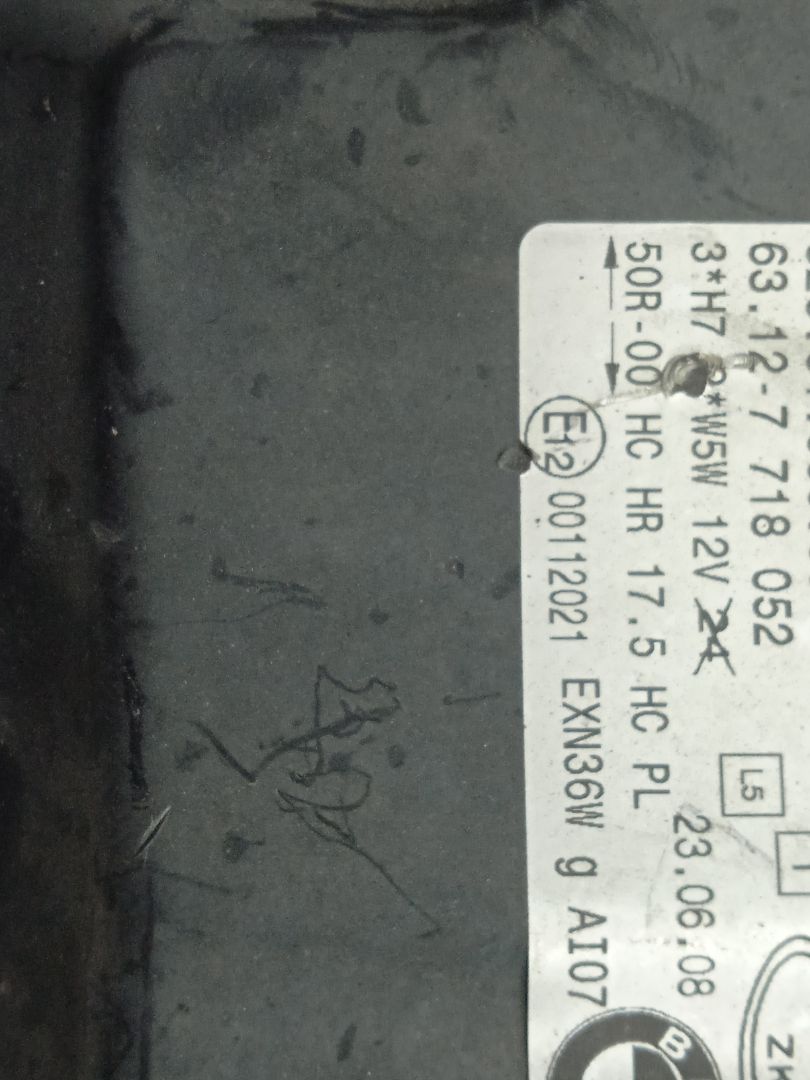 63.12-7 718 052
L5
3*H7 2*W5W 12V 24
23.06.08
50R-00 HC HR 17.5 HC PL
E12 00112021 EXN36W g AI07
B